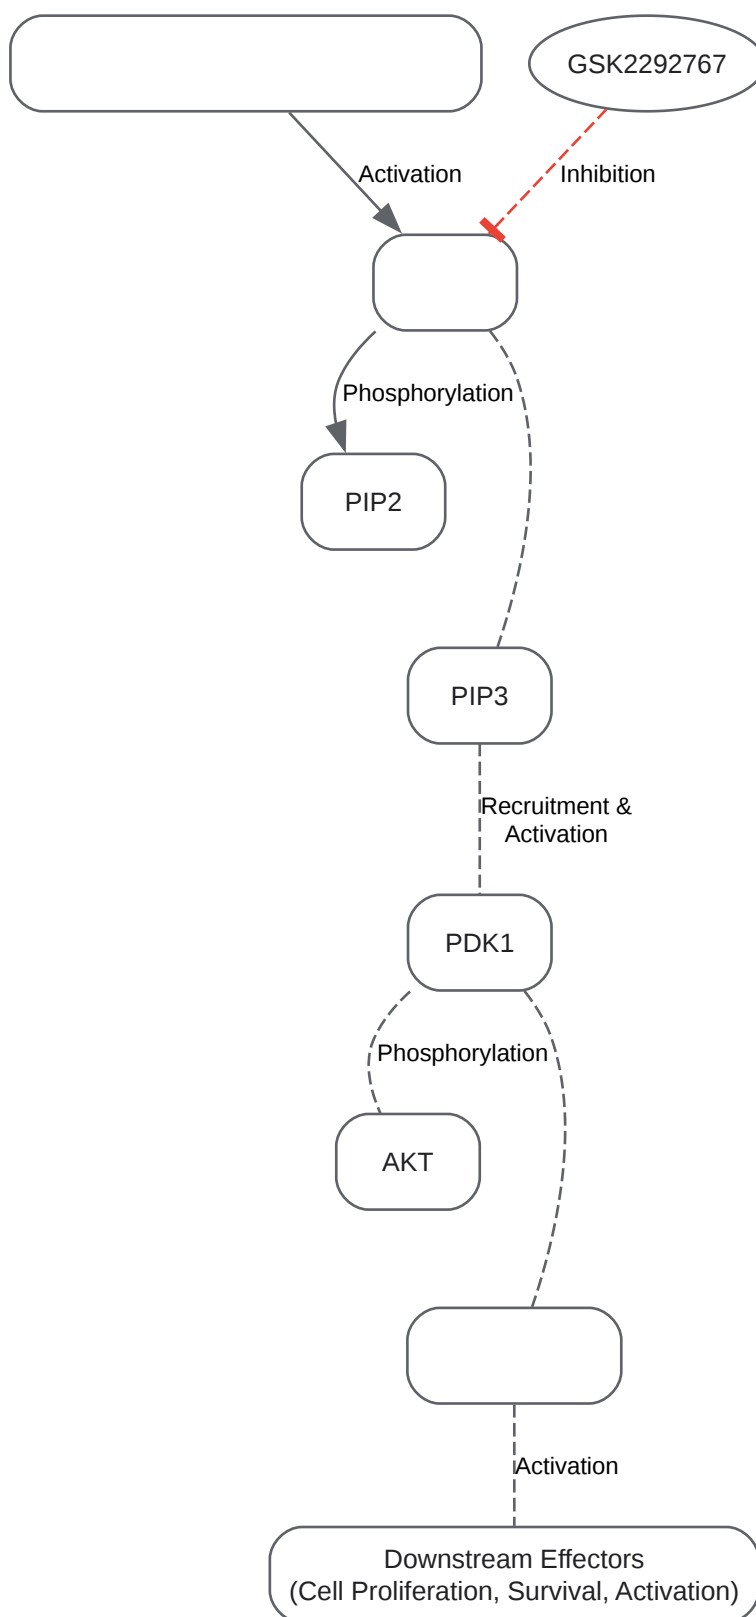 GSK2292767
Activation
Inhibition
Phosphorylation
PIP2
PIP3
Recruitment &
Activation
PDK1
Phosphorylation
AKT
Activation
Downstream Effectors
(Cell Proliferation, Survival, Activation)